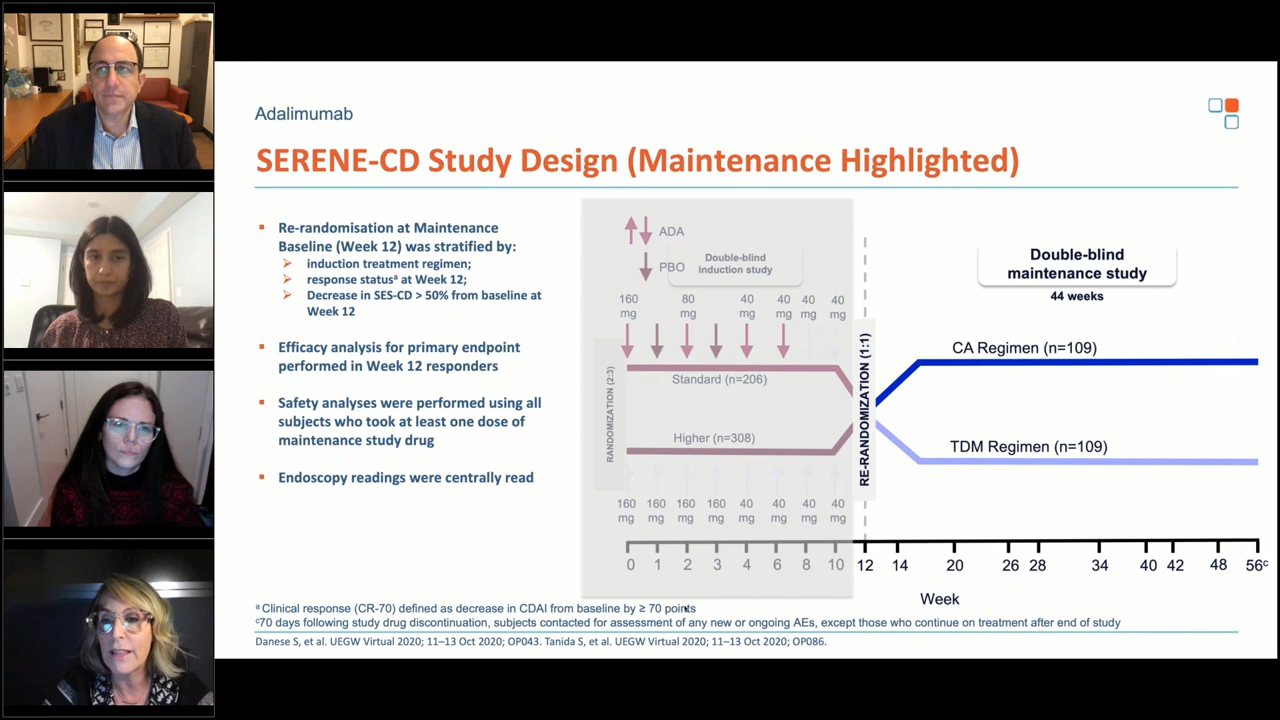 Adalimumab
SERENE-CD Study Design (Maintenance Highlighted)
▪ Re-randomisation at Maintenance
Baseline (Week 12) was stratified by:
➢ induction treatment regimen;
➢ response statusᵃ at Week 12;
➢ Decrease in SES-CD > 50% from baseline at
Week 12
▪ Efficacy analysis for primary endpoint
performed in Week 12 responders
▪ Safety analyses were performed using all
subjects who took at least one dose of
maintenance study drug
▪ Endoscopy readings were centrally read
ADA
PBO
Double-blind
induction study
160 mg
80 mg
40 mg
40 mg
40 mg
40 mg
RANDOMIZATION (2:3)
Standard (n=206)
Higher (n=308)
160 mg
160 mg
160 mg
160 mg
40 mg
40 mg
40 mg
40 mg
RE-RANDOMIZATION (1:1)
Double-blind
maintenance study
44 weeks
CA Regimen (n=109)
TDM Regimen (n=109)
0 1 2 3 4 6 8 10 12 14 20 26 28 34 40 42 48 56ᶜ
Week
ᵃ Clinical response (CR-70) defined as decrease in CDAI from baseline by ≥ 70 points
ᶜ70 days following study drug discontinuation, subjects contacted for assessment of any new or ongoing AEs, except those who continue on treatment after end of study
Danese S, et al. UEGW Virtual 2020; 11–13 Oct 2020; OP043. Tanida S, et al. UEGW Virtual 2020; 11–13 Oct 2020; OP086.